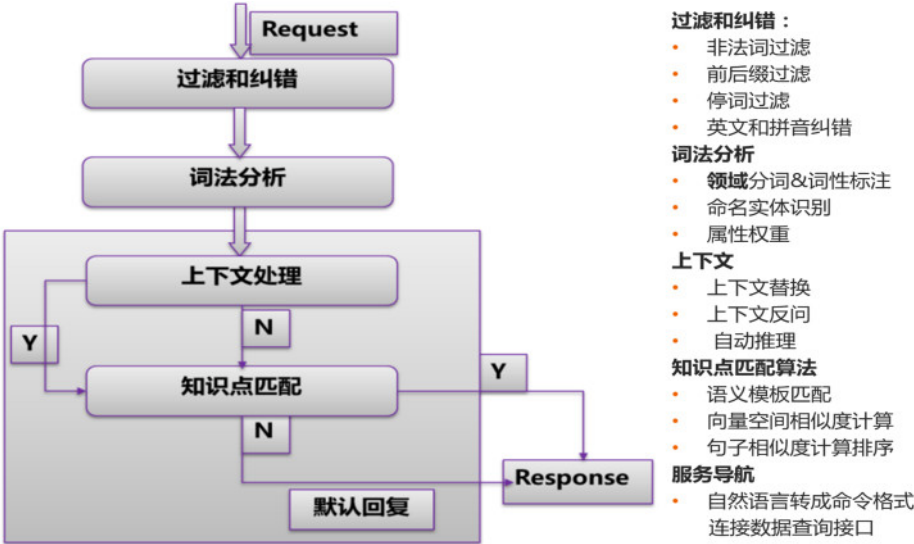 Request
过滤和纠错
词法分析
上下文处理
N
Y
知识点匹配
Y
N
Response
默认回复
过滤和纠错：
• 非法词过滤
• 前后缀过滤
• 停词过滤
• 英文和拼音纠错
词法分析
• 领域分词&词性标注
• 命名实体识别
• 属性权重
上下文
• 上下文替换
• 上下文反问
• 自动推理
知识点匹配算法
• 语义模板匹配
• 向量空间相似度计算
• 句子相似度计算排序
服务导航
• 自然语言转成命令格式
连接数据查询接口